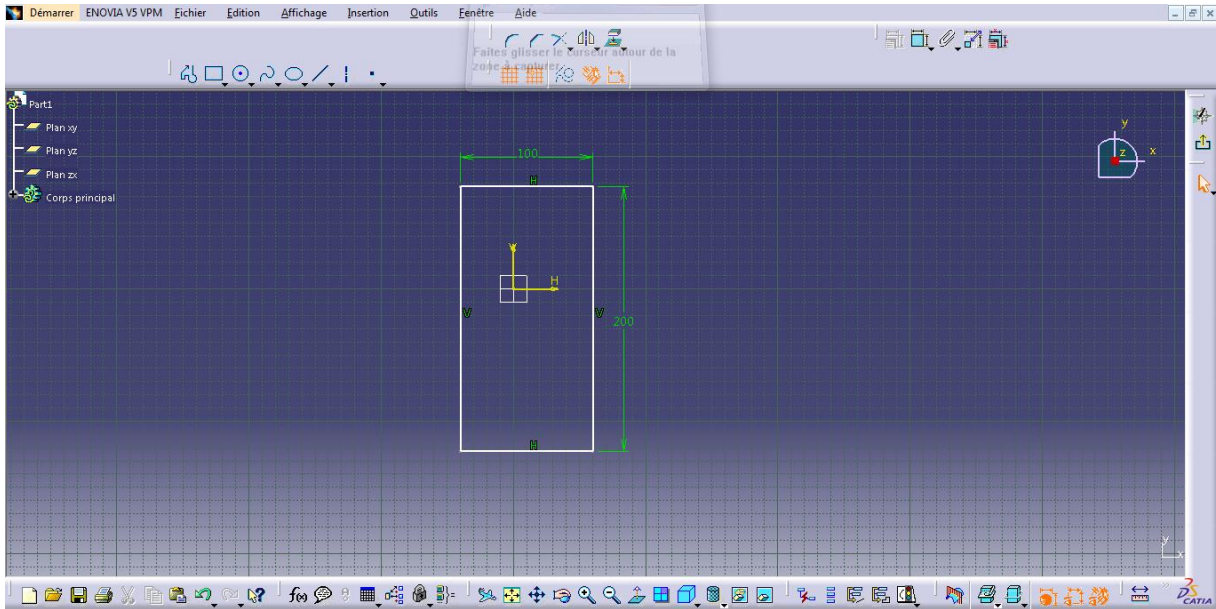 Démarrer ENOVIA V5 VPM Fichier Edition Affichage Insertion Outils Fenêtre Aide
Faites glisser le curseur autour de la
zone à capturer
Part1
Plan xy
Plan yz
Plan zx
Corps principal
y
z x
100
H
V
H
V V
200
H
y
x
f(x)
CATIA